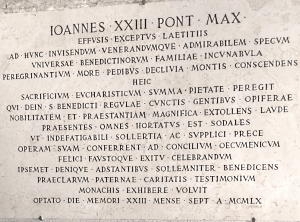 IOANNES · XXIII · PONT · MAX ·
EFFVSIS · EXCEPTVS · LAETITIIS
AD · HVNC · INVISENDVM · VENERANDVMQVE · ADMIRABILEM · SPECVM
VNIVERSAE · BENEDICTINORVM · FAMILIAE · INCVNABVLA
PEREGRINANTIVM · MORE · PEDIBVS · DECLIVIA · MONTIS · CONSCENDENS
HEIC
SACRIFICIVM · EVCHARISTICVM · SVMMA · PIETATE · PEREGIT
QVI · DEIN · S · BENEDICTI · REGVLAE · CVNCTIS · GENTIBVS · OPIFERAE
NOBILITATEM · ET · PRAESTANTIAM · MAGNIFICA · EXTOLLENS · LAVDE
PRAESENTES · OMNES · HORTATVS · EST · SODALES
VT · INDEFATIGABILI · SOLLERTIA · AC · SVPPLICI · PRECE
OPERAM · SVAM · CONFERRENT · AD · CONCILIVM · OECVMENICVM
FELICI · FAVSTOQVE · EXITV · CELEBRANDVM
IPSEMET · DENIQVE · ADSTANTIBVS · SOLLEMNITER · BENEDICENS
PRAECLARVM · PATERNAE · CARITATIS · TESTIMONIVM
MONACHIS · EXHIBERE · VOLVIT
OPTATO · DIE · MEMORI · XXIII · MENSE · SEPT · A · MCMLX